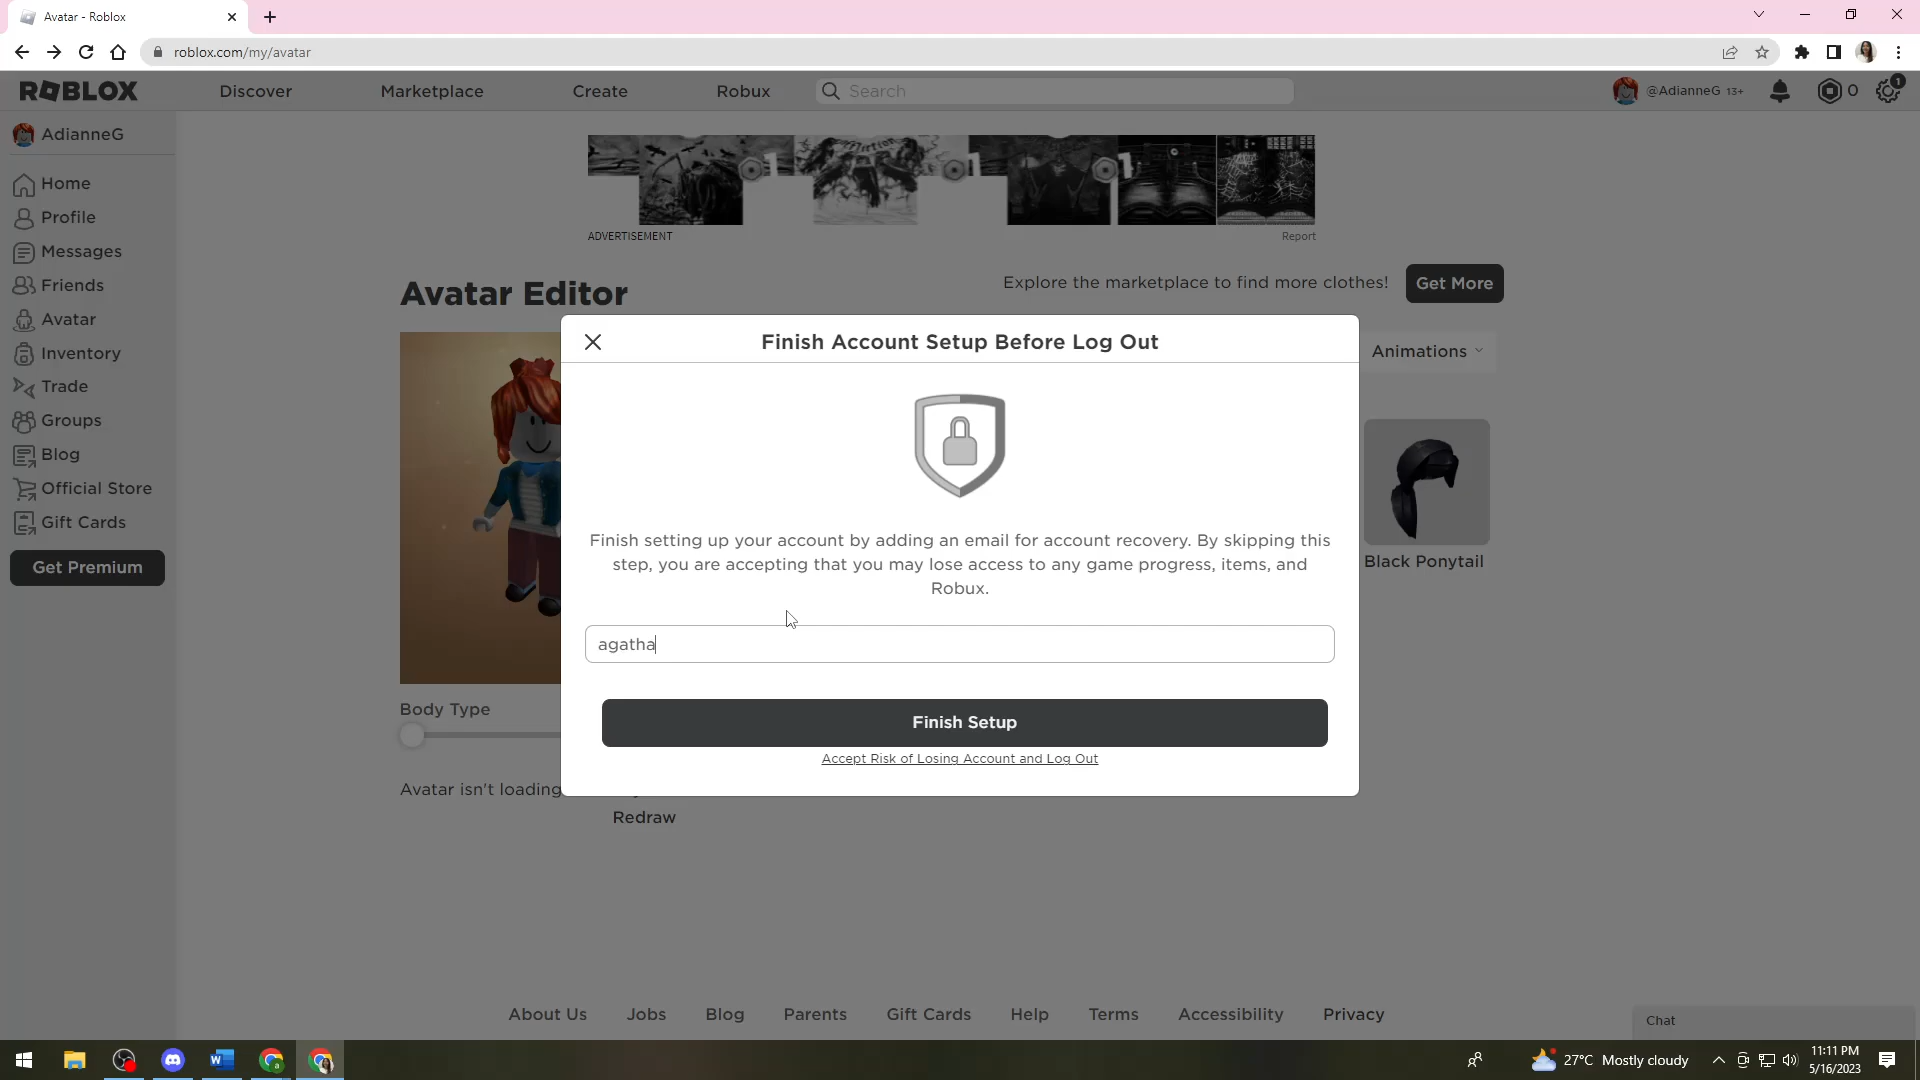 Avatar - Roblox
roblox.com/my/avatar
ROBLOX
Discover
Marketplace
Create
Robux
Search
@AdianneG 13+
0
1
AdianneG
Home
Profile
Messages
Friends
Avatar
Inventory
Trade
Groups
Blog
Official Store
Gift Cards
Get Premium
ADVERTISEMENT
Report
Avatar Editor
Explore the marketplace to find more clothes!
Get More
Animations
Black Ponytail
Finish Account Setup Before Log Out
Finish setting up your account by adding an email for account recovery. By skipping this
step, you are accepting that you may lose access to any game progress, items, and
Robux.
agatha
Finish Setup
Accept Risk of Losing Account and Log Out
Body Type
Avatar isn't loading
Redraw
About Us
Jobs
Blog
Parents
Gift Cards
Help
Terms
Accessibility
Privacy
Chat
27°C Mostly cloudy
11:11 PM
5/16/2023